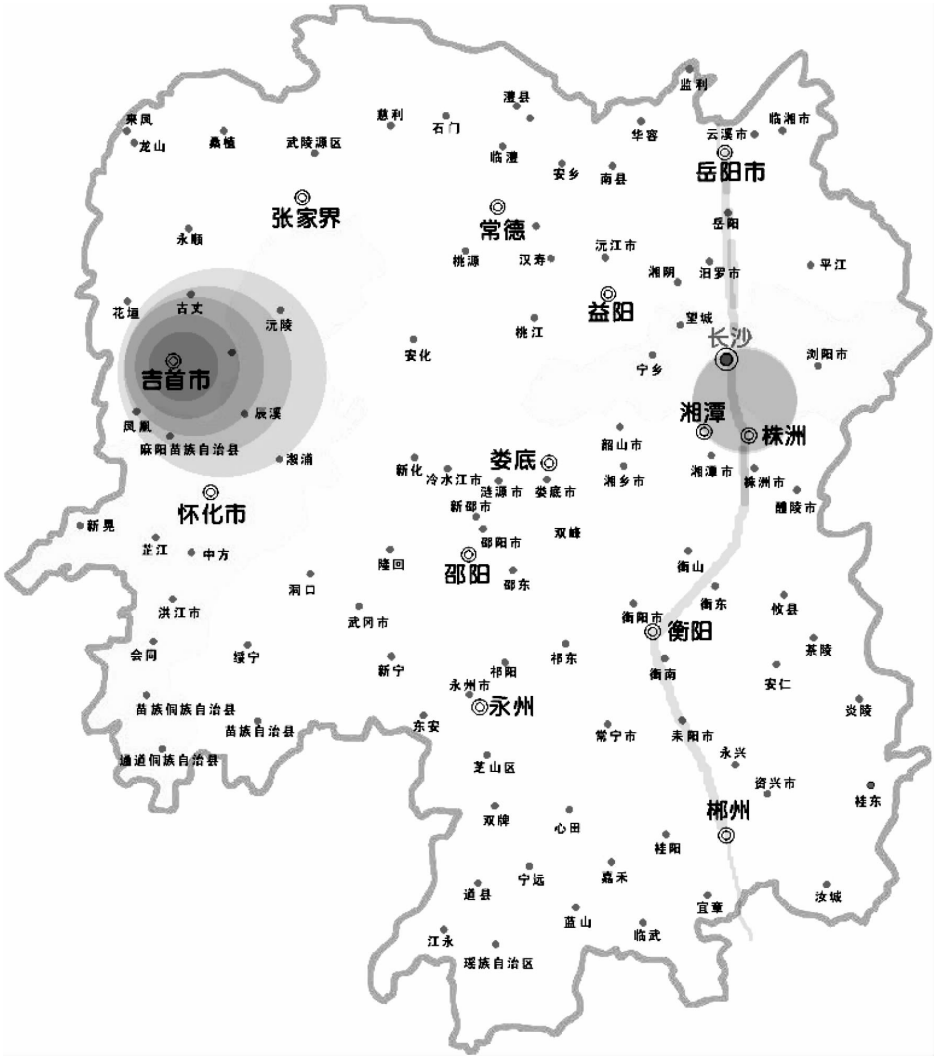 监利
澧县
来凤
慈利
石门
华容
云溪市
临湘市
龙山
桑植
武陵源区
临澧
安乡
南县
岳阳市
张家界
常德
岳阳
永顺
桃源
汉寿
沅江市
湘阴
汨罗市
平江
花垣
古丈
沅陵
益阳
桃江
望城
长沙
安化
宁乡
浏阳市
吉首市
凤凰
辰溪
湘潭
株洲
麻阳苗族自治县
溆浦
新化
冷水江市
娄底
韶山市
涟源市
娄底市
湘乡市
湘潭市
株洲市
醴陵市
怀化市
新邵市
新晃
芷江
中方
邵阳市
双峰
隆回
邵阳
邵东
衡山
洞口
洪江市
武冈市
衡阳市
衡东
攸县
衡阳
会同
绥宁
新宁
祁阳
祁东
衡南
茶陵
安仁
永州市
苗族侗族自治县
永州
炎陵
苗族自治县
东安
常宁市
耒阳市
通道侗族自治县
芝山区
永兴
资兴市
桂东
双牌
心田
郴州
桂阳
宁远
嘉禾
道县
宜章
汝城
蓝山
临武
江永
瑶族自治区